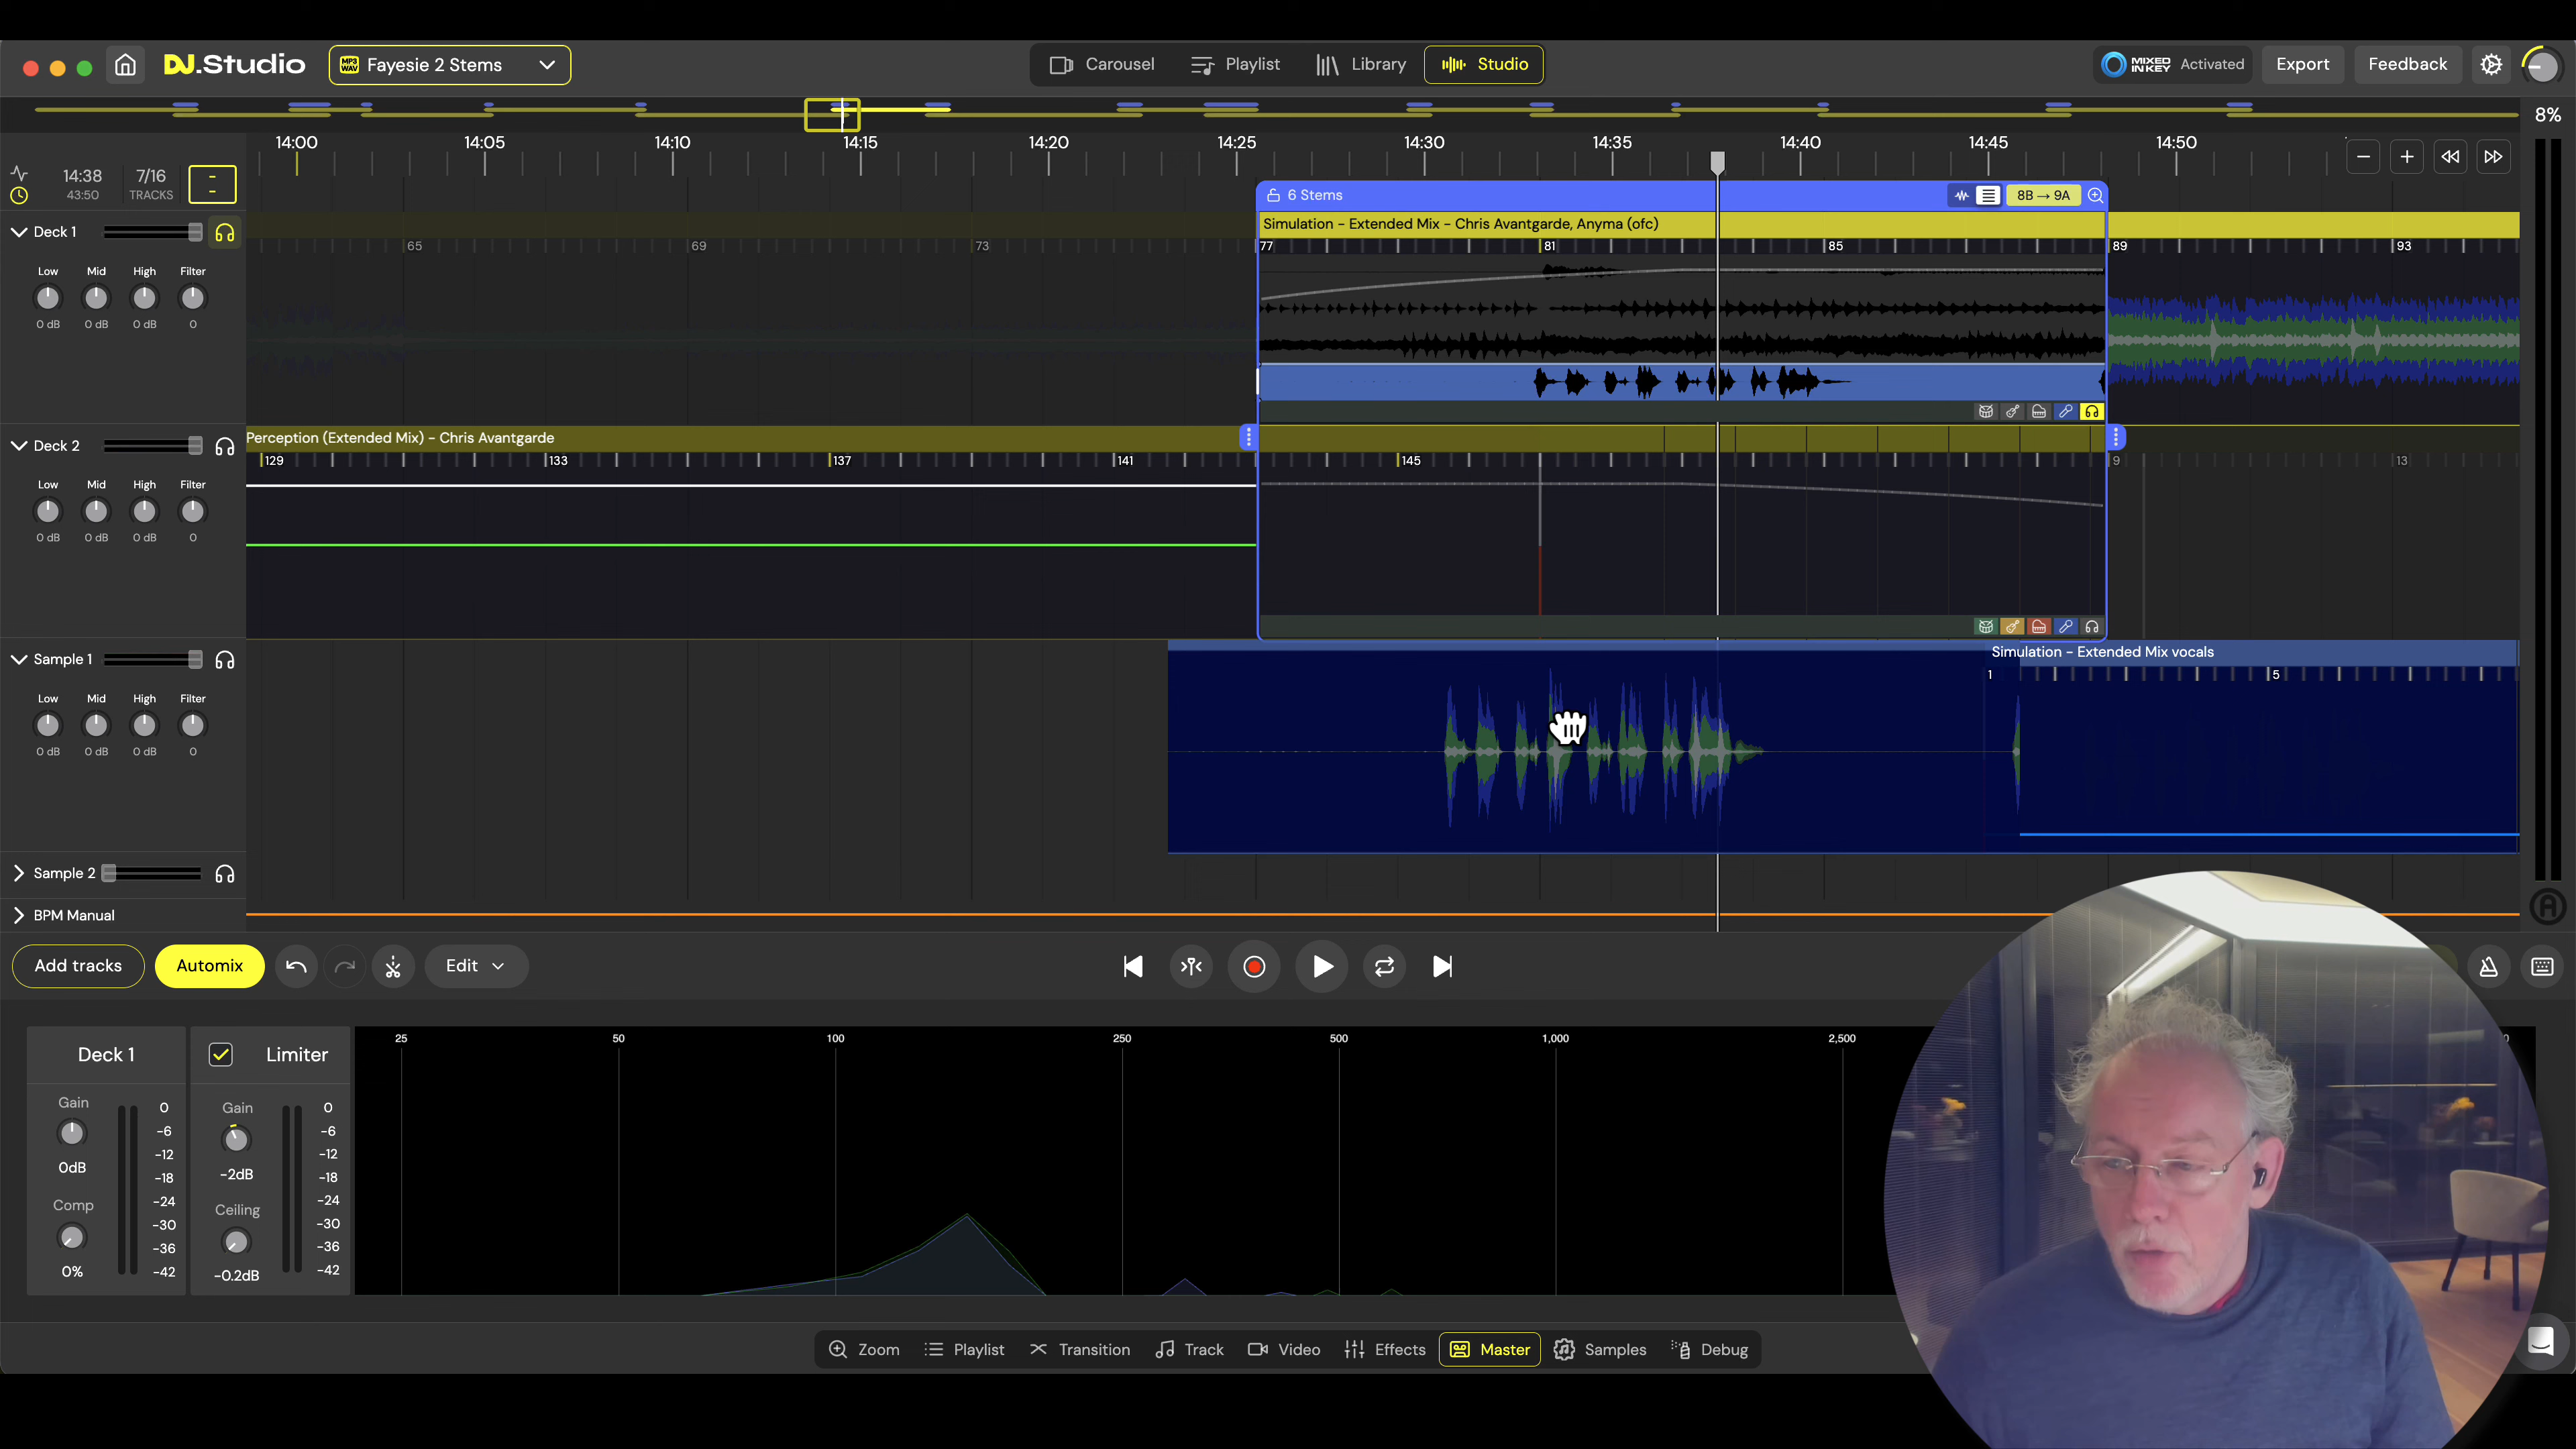 DJ.Studio
MP3 WAV
Fayesie 2 Stems
Carousel
Playlist
Library
Studio
MIXED IN KEY
Activated
Export
Feedback
8%
14:00 14:05 14:10 14:15 14:20 14:25 14:30 14:35 14:40 14:45 14:50
14:38
43:50
7/16
TRACKS
6 Stems
8B → 9A
Deck 1
Simulation - Extended Mix - Chris Avantgarde, Anyma (ofc)
65 69 73 77 81 85 89 93
Low Mid High Filter
0 dB 0 dB 0 dB 0
Deck 2
Perception (Extended Mix) - Chris Avantgarde
129 133 137 141 145 9 13
Low Mid High Filter
0 dB 0 dB 0 dB 0
Sample 1
Simulation - Extended Mix vocals
1 5
Low Mid High Filter
0 dB 0 dB 0 dB 0
Sample 2
BPM Manual
Add tracks
Automix
Edit
Deck 1
Limiter
25 50 100 250 500 1,000 2,500
Gain
0dB
Comp
0%
0
-6
-12
-18
-24
-30
-36
-42
Gain
-2dB
Ceiling
-0.2dB
0
-6
-12
-18
-24
-30
-36
-42
Zoom
Playlist
Transition
Track
Video
Effects
Master
Samples
Debug